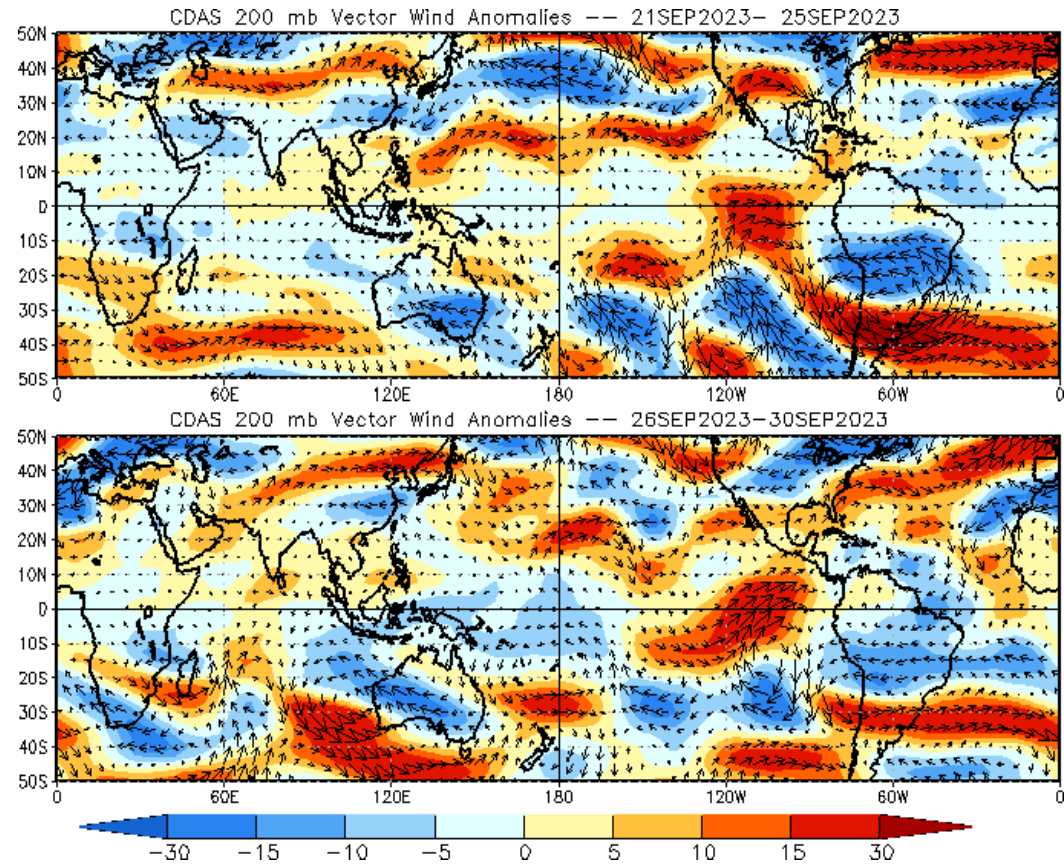 CDAS 200 mb Vector Wind Anomalies -- 21SEP2023- 25SEP2023
50N
40N
30N
20N
10N
0
10S
20S
30S
40S
50S
0 60E 120E 180 120W 60W 0
CDAS 200 mb Vector Wind Anomalies -- 26SEP2023-30SEP2023
50N
40N
30N
20N
10N
0
10S
20S
30S
40S
50S
0 60E 120E 180 120W 60W 0
-30 -15 -10 -5 0 5 10 15 30